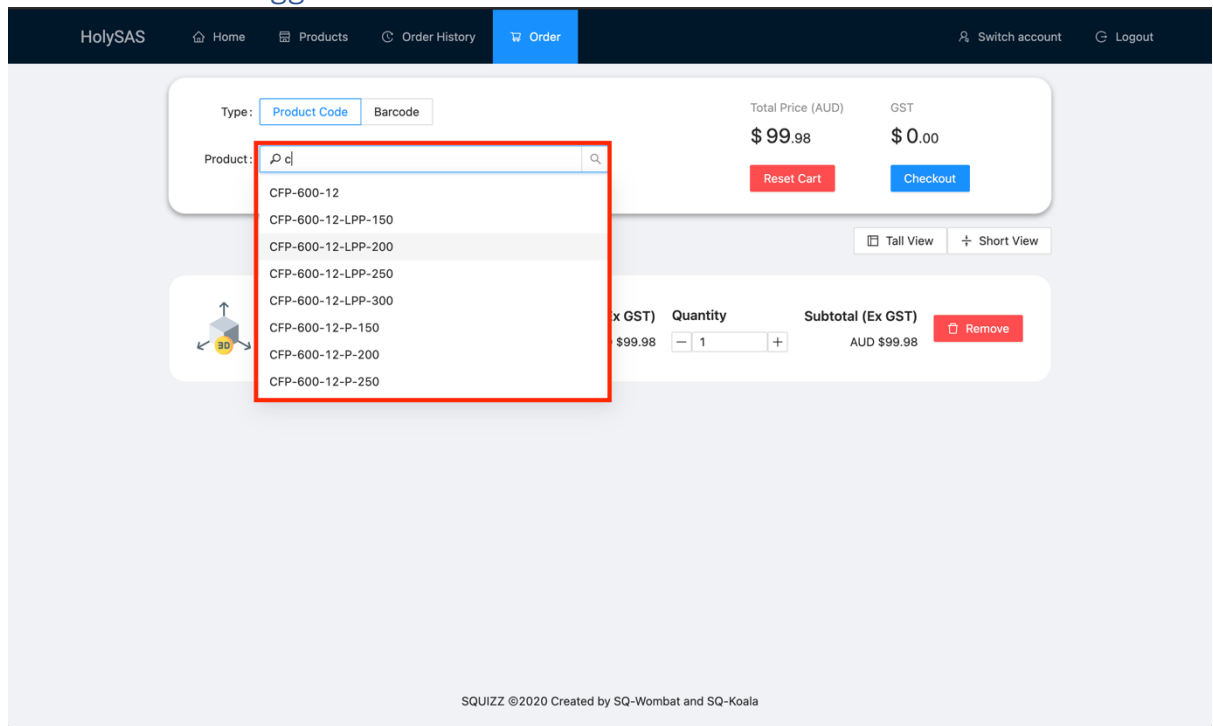 HolySAS Home Products Order History Order Switch account Logout
Type: Product Code Barcode
Total Price (AUD) GST
$ 99.98 $ 0.00
Product: c
Reset Cart Checkout
CFP-600-12
CFP-600-12-LPP-150
CFP-600-12-LPP-200
Tall View Short View
CFP-600-12-LPP-250
CFP-600-12-LPP-300
CFP-600-12-P-150
CFP-600-12-P-200
CFP-600-12-P-250
3D
x GST) Quantity Subtotal (Ex GST)
$99.98 1 AUD $99.98
Remove
SQUIZZ ©2020 Created by SQ-Wombat and SQ-Koala